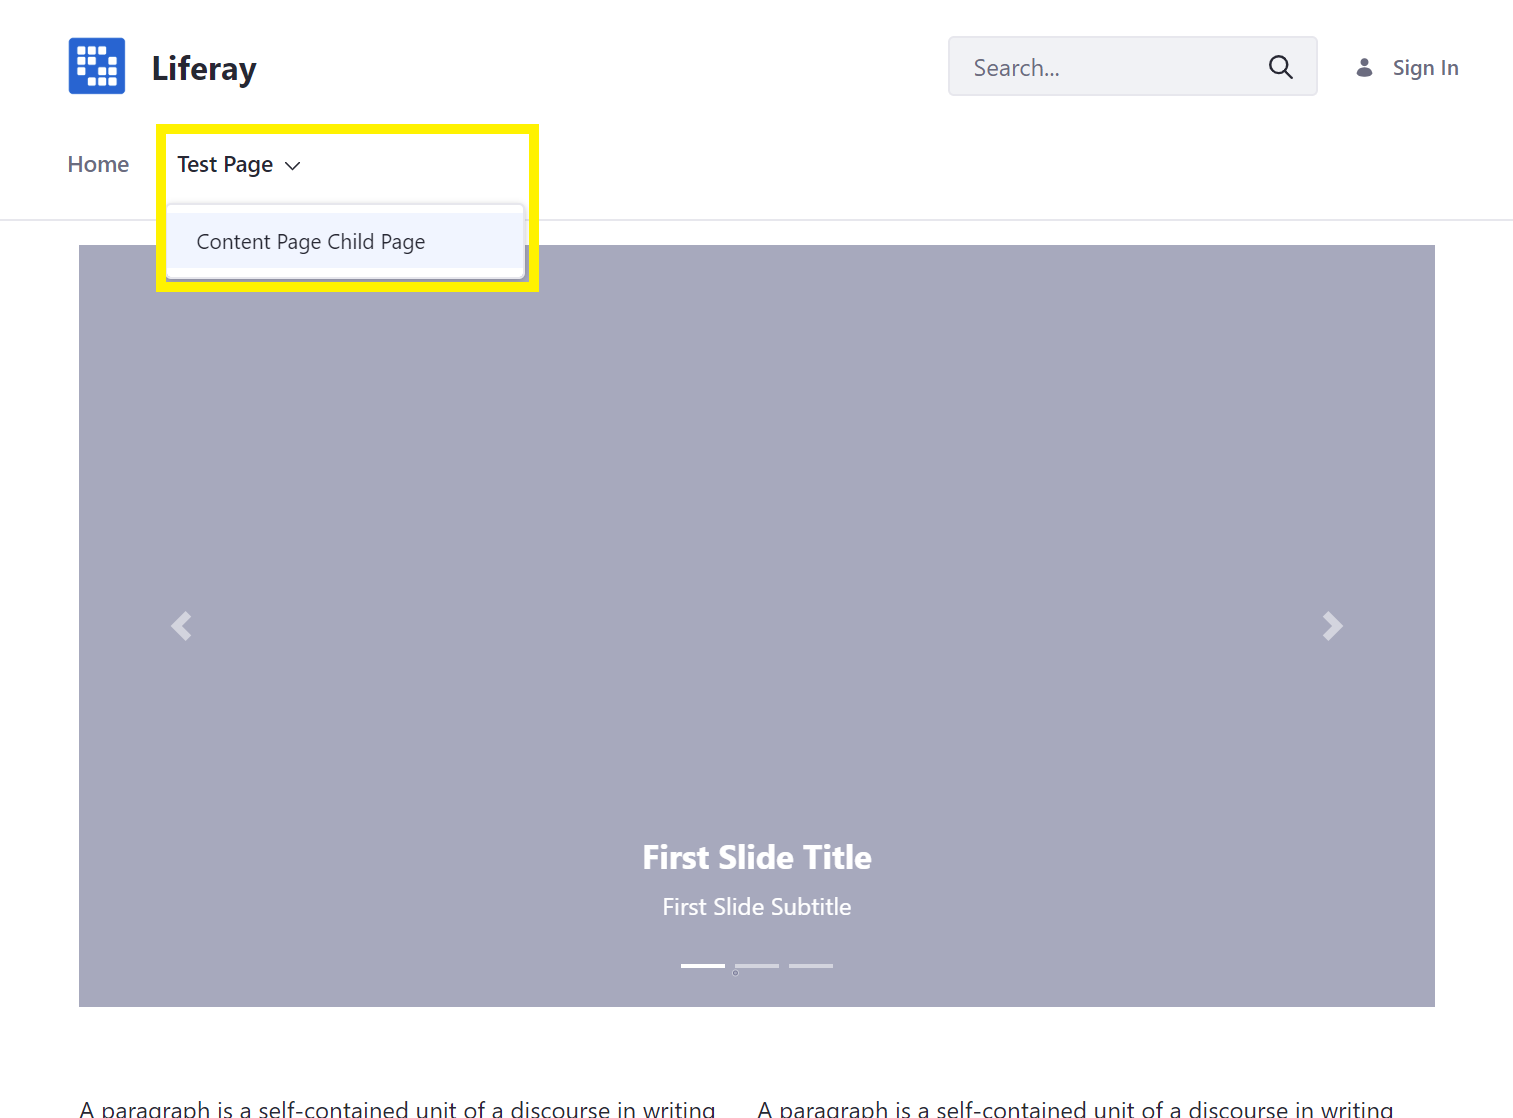 Liferay
Search...
Sign In
Home
Test Page
Content Page Child Page
First Slide Title
First Slide Subtitle
A paragraph is a self-contained unit of a discourse in writing
A paragraph is a self-contained unit of a discourse in writing